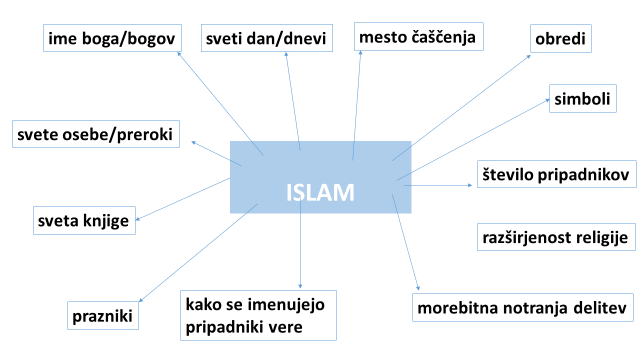 ime boga/bogov
sveti dan/dnevi
mesto čaščenja
obredi
simboli
svete osebe/preroki
število pripadnikov
ISLAM
sveta knjige
razširjenost religije
prazniki
kako se imenujejo
pripadniki vere
morebitna notranja delitev